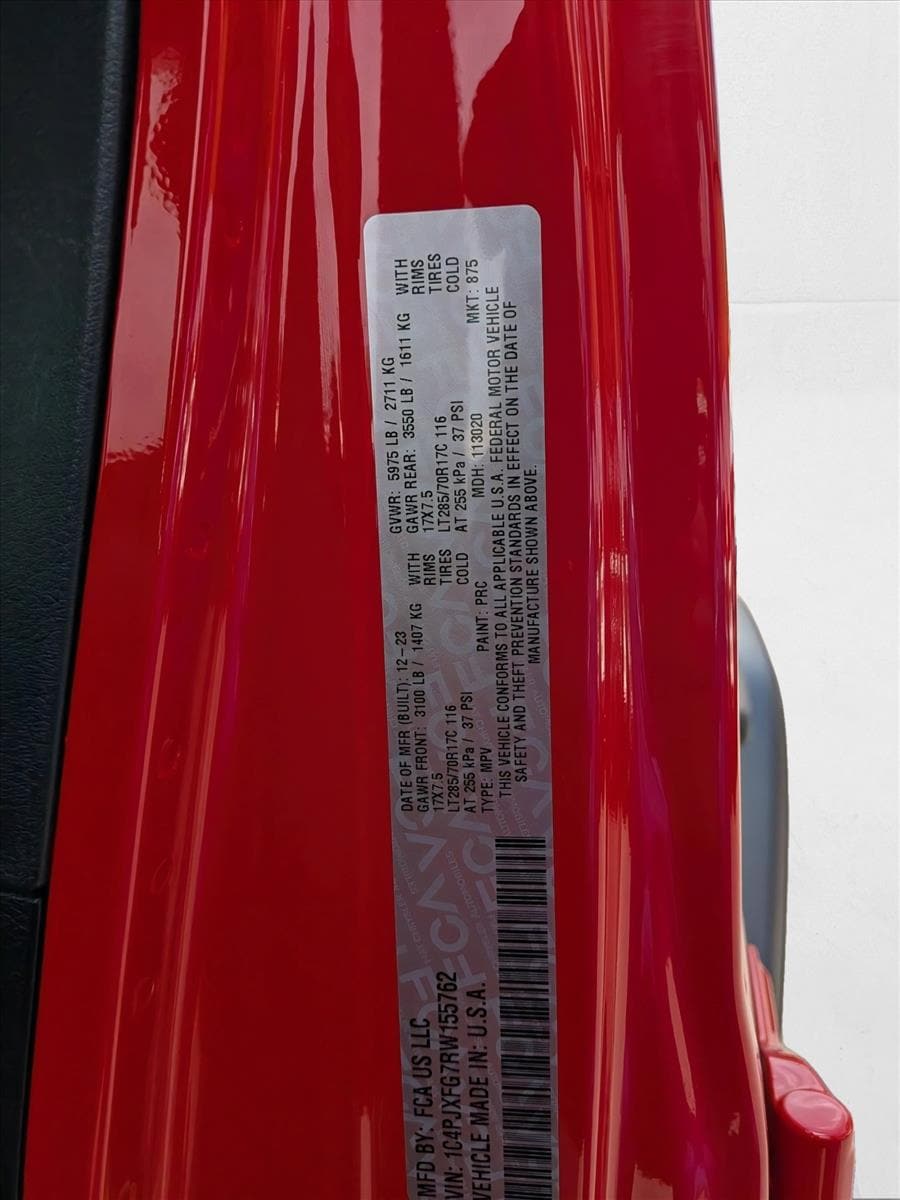 MFD BY: FCA US LLC
VIN: 1C4PJXFG7RW155762
VEHICLE MADE IN: U.S.A.
DATE OF MFR (BUILT): 12-23 GVWR: 5975 LB / 2711 KG
GAWR FRONT: 3100 LB / 1407 KG WITH GAWR REAR: 3550 LB / 1611 KG WITH
17X7.5 RIMS 17X7.5 RIMS
LT285/70R17C 116 TIRES LT285/70R17C 116 TIRES
AT 255 kPa / 37 PSI COLD AT 255 kPa / 37 PSI COLD
TYPE: MPV PAINT: PRC MDH: 113020 MKT: 875
THIS VEHICLE CONFORMS TO ALL APPLICABLE U.S.A. FEDERAL MOTOR VEHICLE
SAFETY AND THEFT PREVENTION STANDARDS IN EFFECT ON THE DATE OF
MANUFACTURE SHOWN ABOVE.